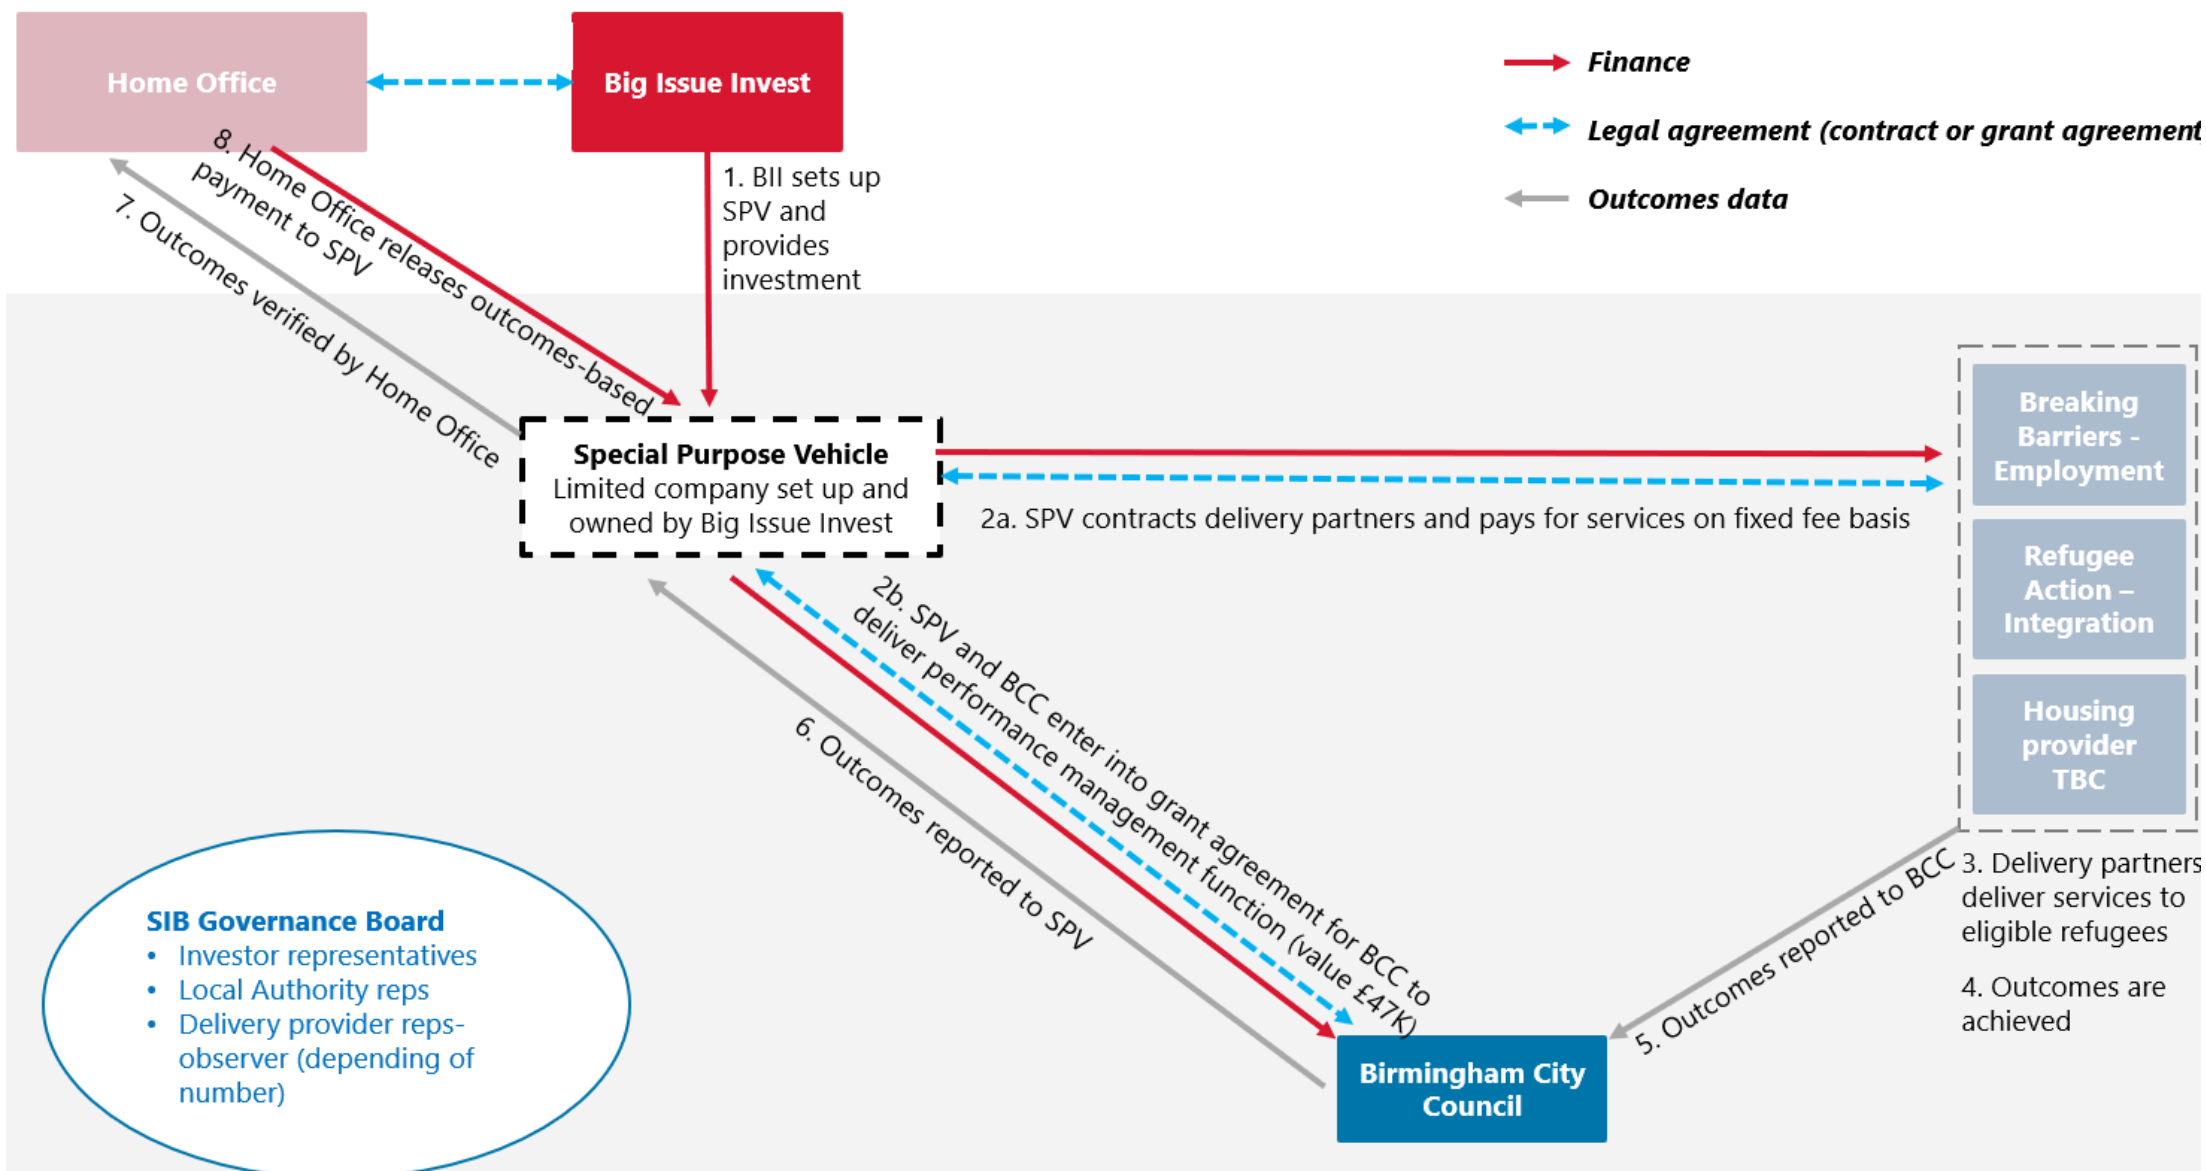 Home Office
Big Issue Invest
Finance
Legal agreement (contract or grant agreement
Outcomes data
8. Home Office releases outcomes-based
payment to SPV
7. Outcomes verified by Home Office
1. BII sets up
SPV and
provides
investment
Special Purpose Vehicle
Limited company set up and
owned by Big Issue Invest
2a. SPV contracts delivery partners and pays for services on fixed fee basis
Breaking
Barriers -
Employment
Refugee
Action –
Integration
Housing
provider
TBC
2b. SPV and BCC enter into grant agreement for BCC to
deliver performance management function (value £47K)
6. Outcomes reported to SPV
5. Outcomes reported to BCC
3. Delivery partners
deliver services to
eligible refugees
4. Outcomes are
achieved
SIB Governance Board
• Investor representatives
• Local Authority reps
• Delivery provider reps-
observer (depending of
number)
Birmingham City
Council